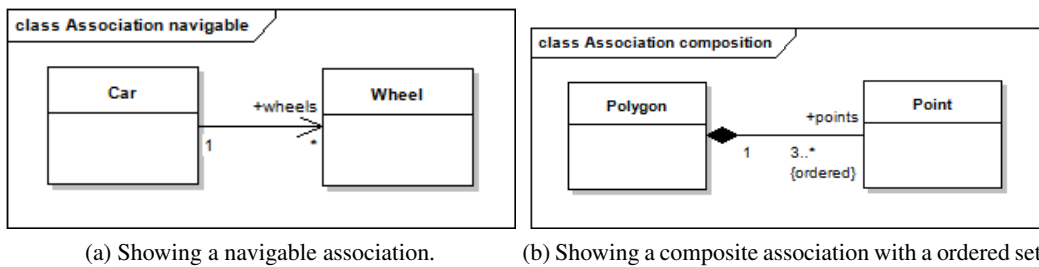 class Association navigable
Car
Wheel
+wheels
1
*
(a) Showing a navigable association.
class Association composition
Polygon
Point
+points
1
3..*
{ordered}
(b) Showing a composite association with a ordered set